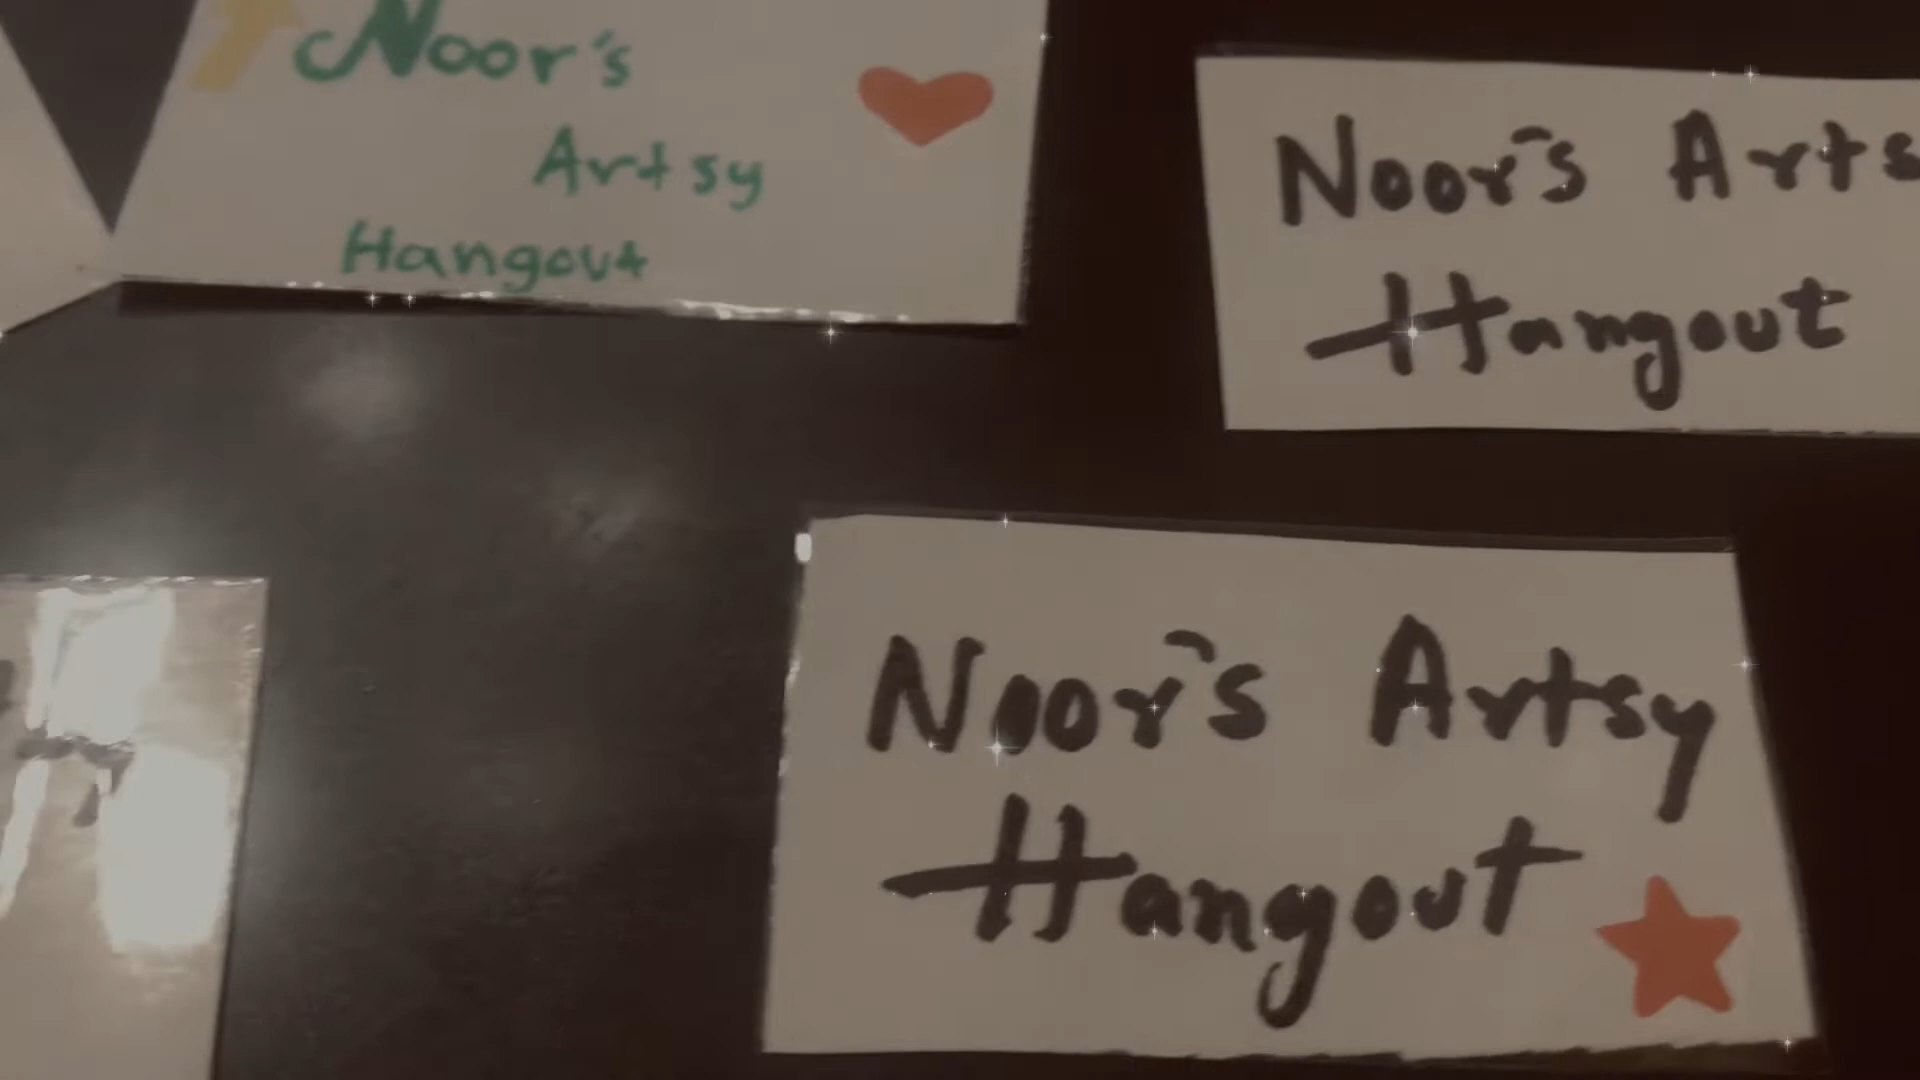 Noor's
Artsy
Hangout
Noor's Arts
Hangout
Noor's Artsy
Hangout